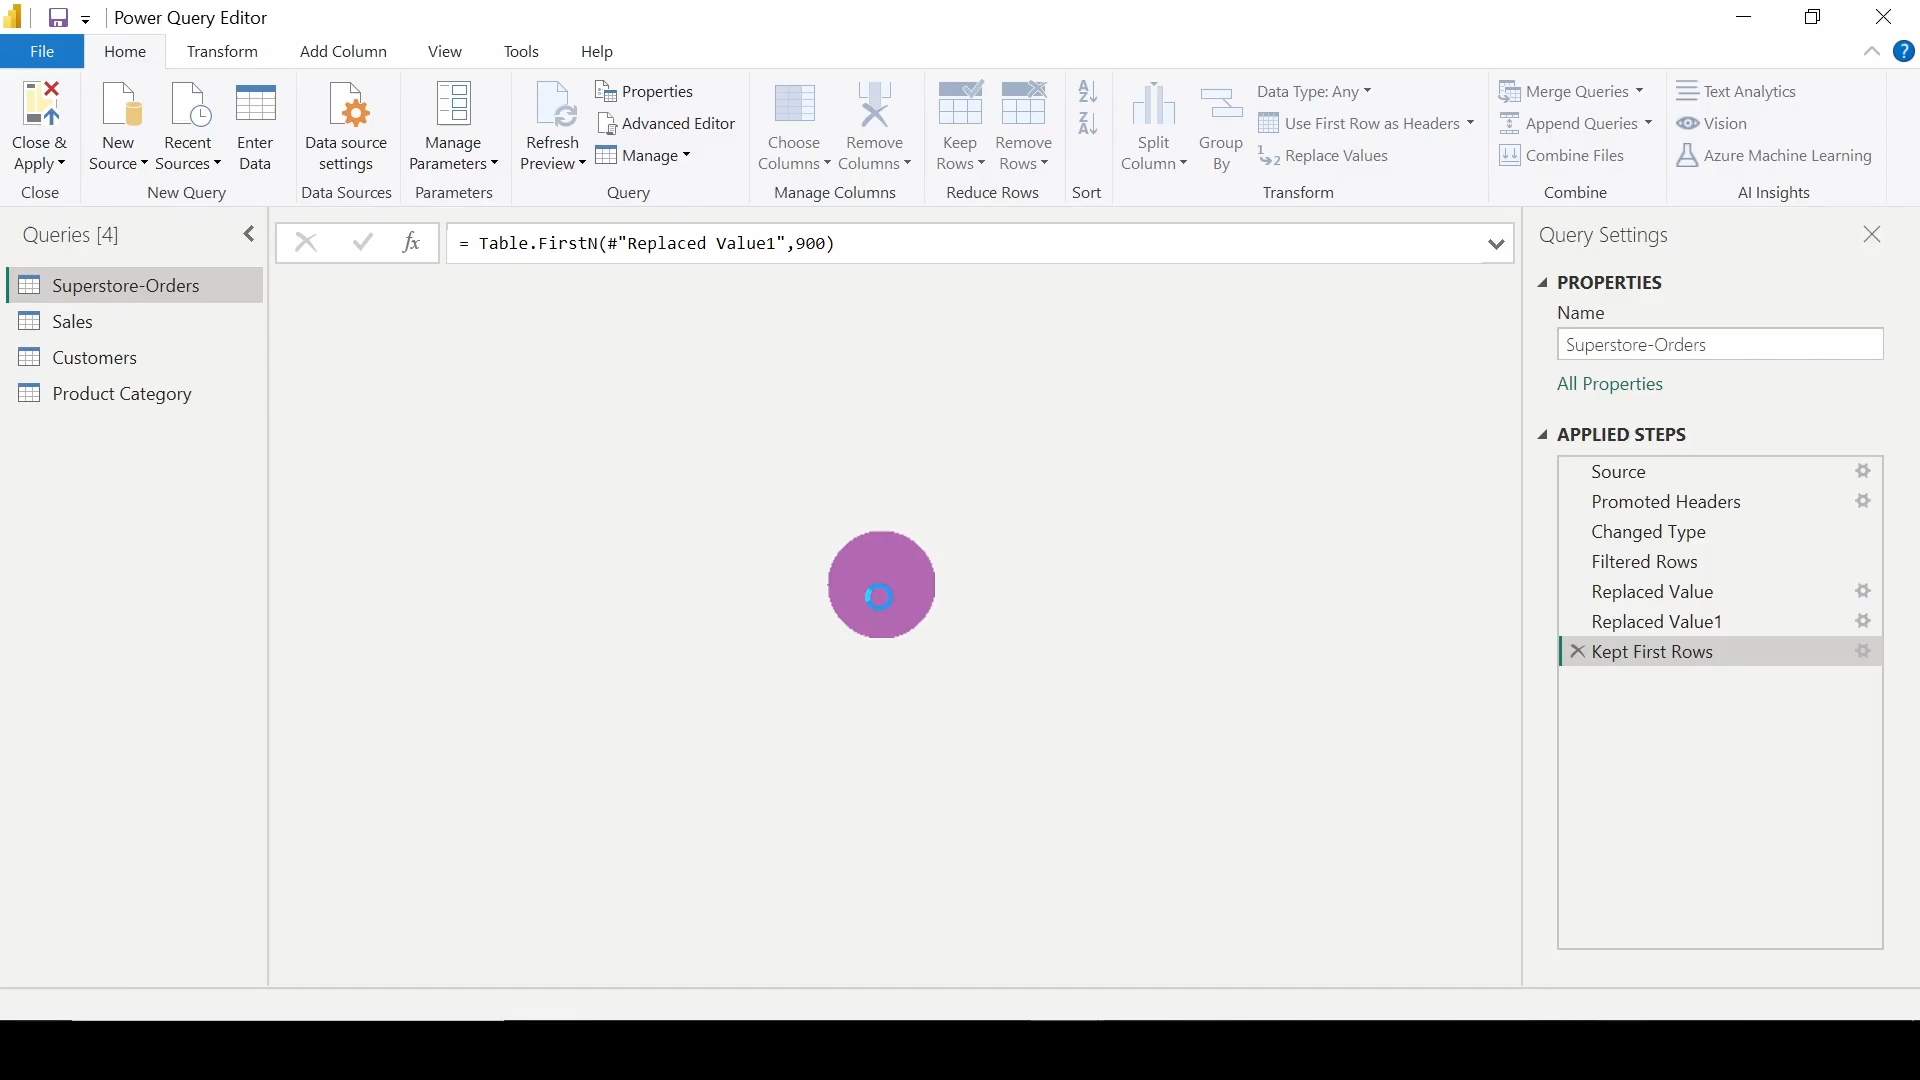 Power Query Editor
File
Home
Transform
Add Column
View
Tools
Help
?
Close &
Apply
Close
New
Source
Recent
Sources
Enter
Data
New Query
Data source
settings
Data Sources
Manage
Parameters
Parameters
Refresh
Preview
Properties
Advanced Editor
Manage
Query
Choose
Columns
Remove
Columns
Manage Columns
Keep
Rows
Remove
Rows
Reduce Rows
A
Z
Z
A
Sort
Split
Column
Group
By
Data Type: Any
Use First Row as Headers
1
2
Replace Values
Transform
Merge Queries
Append Queries
Combine Files
Combine
Text Analytics
Vision
Azure Machine Learning
AI Insights
Queries [4]
Superstore-Orders
Sales
Customers
Product Category
fx
= Table.FirstN(#"Replaced Value1",900)
Query Settings
PROPERTIES
Name
Superstore-Orders
All Properties
APPLIED STEPS
Source
Promoted Headers
Changed Type
Filtered Rows
Replaced Value
Replaced Value1
Kept First Rows